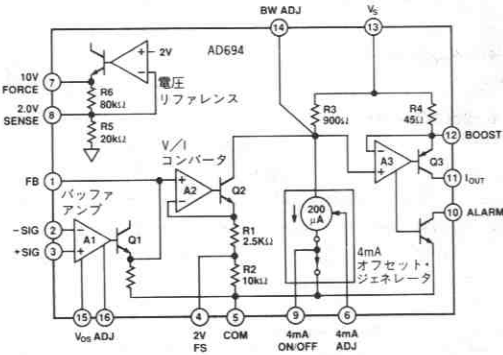 BW ADJ
Vs
14
13
AD694
2V
10V
FORCE
7
電圧
リファレンス
R6
80kΩ
2.0V
SENSE
8
R5
20kΩ
R3
900Ω
R4
45Ω
12
BOOST
V/I
コンバータ
A3
Q3
11
IOUT
FB
1
バッファ
アンプ
A2
Q2
10
ALARM
-SIG
2
+SIG
3
A1
Q1
R1
2.5KΩ
R2
10kΩ
200
μA
4mA
オフセット・
ジェネレータ
15
16
VOS ADJ
4
2V
FS
5
COM
9
4mA
ON/OFF
6
4mA
ADJ